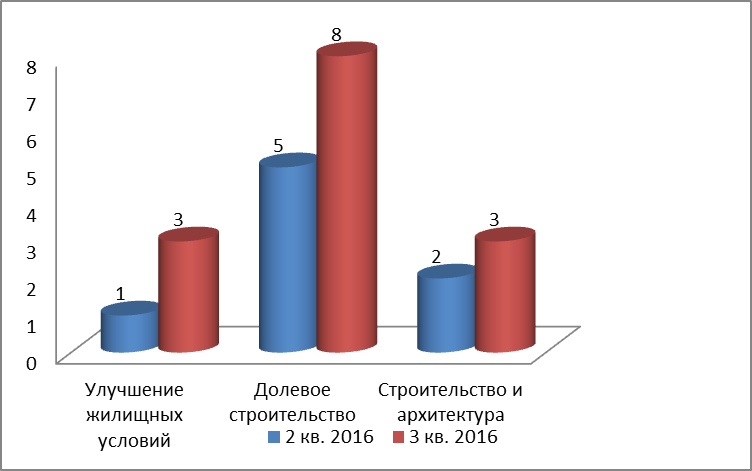 8
7
6
5
4
3
2
1
0
1
3
5
8
2
3
Улучшение
жилищных
условий
Долевое
строительство
Строительство и
архитектура
2 кв. 2016
3 кв. 2016